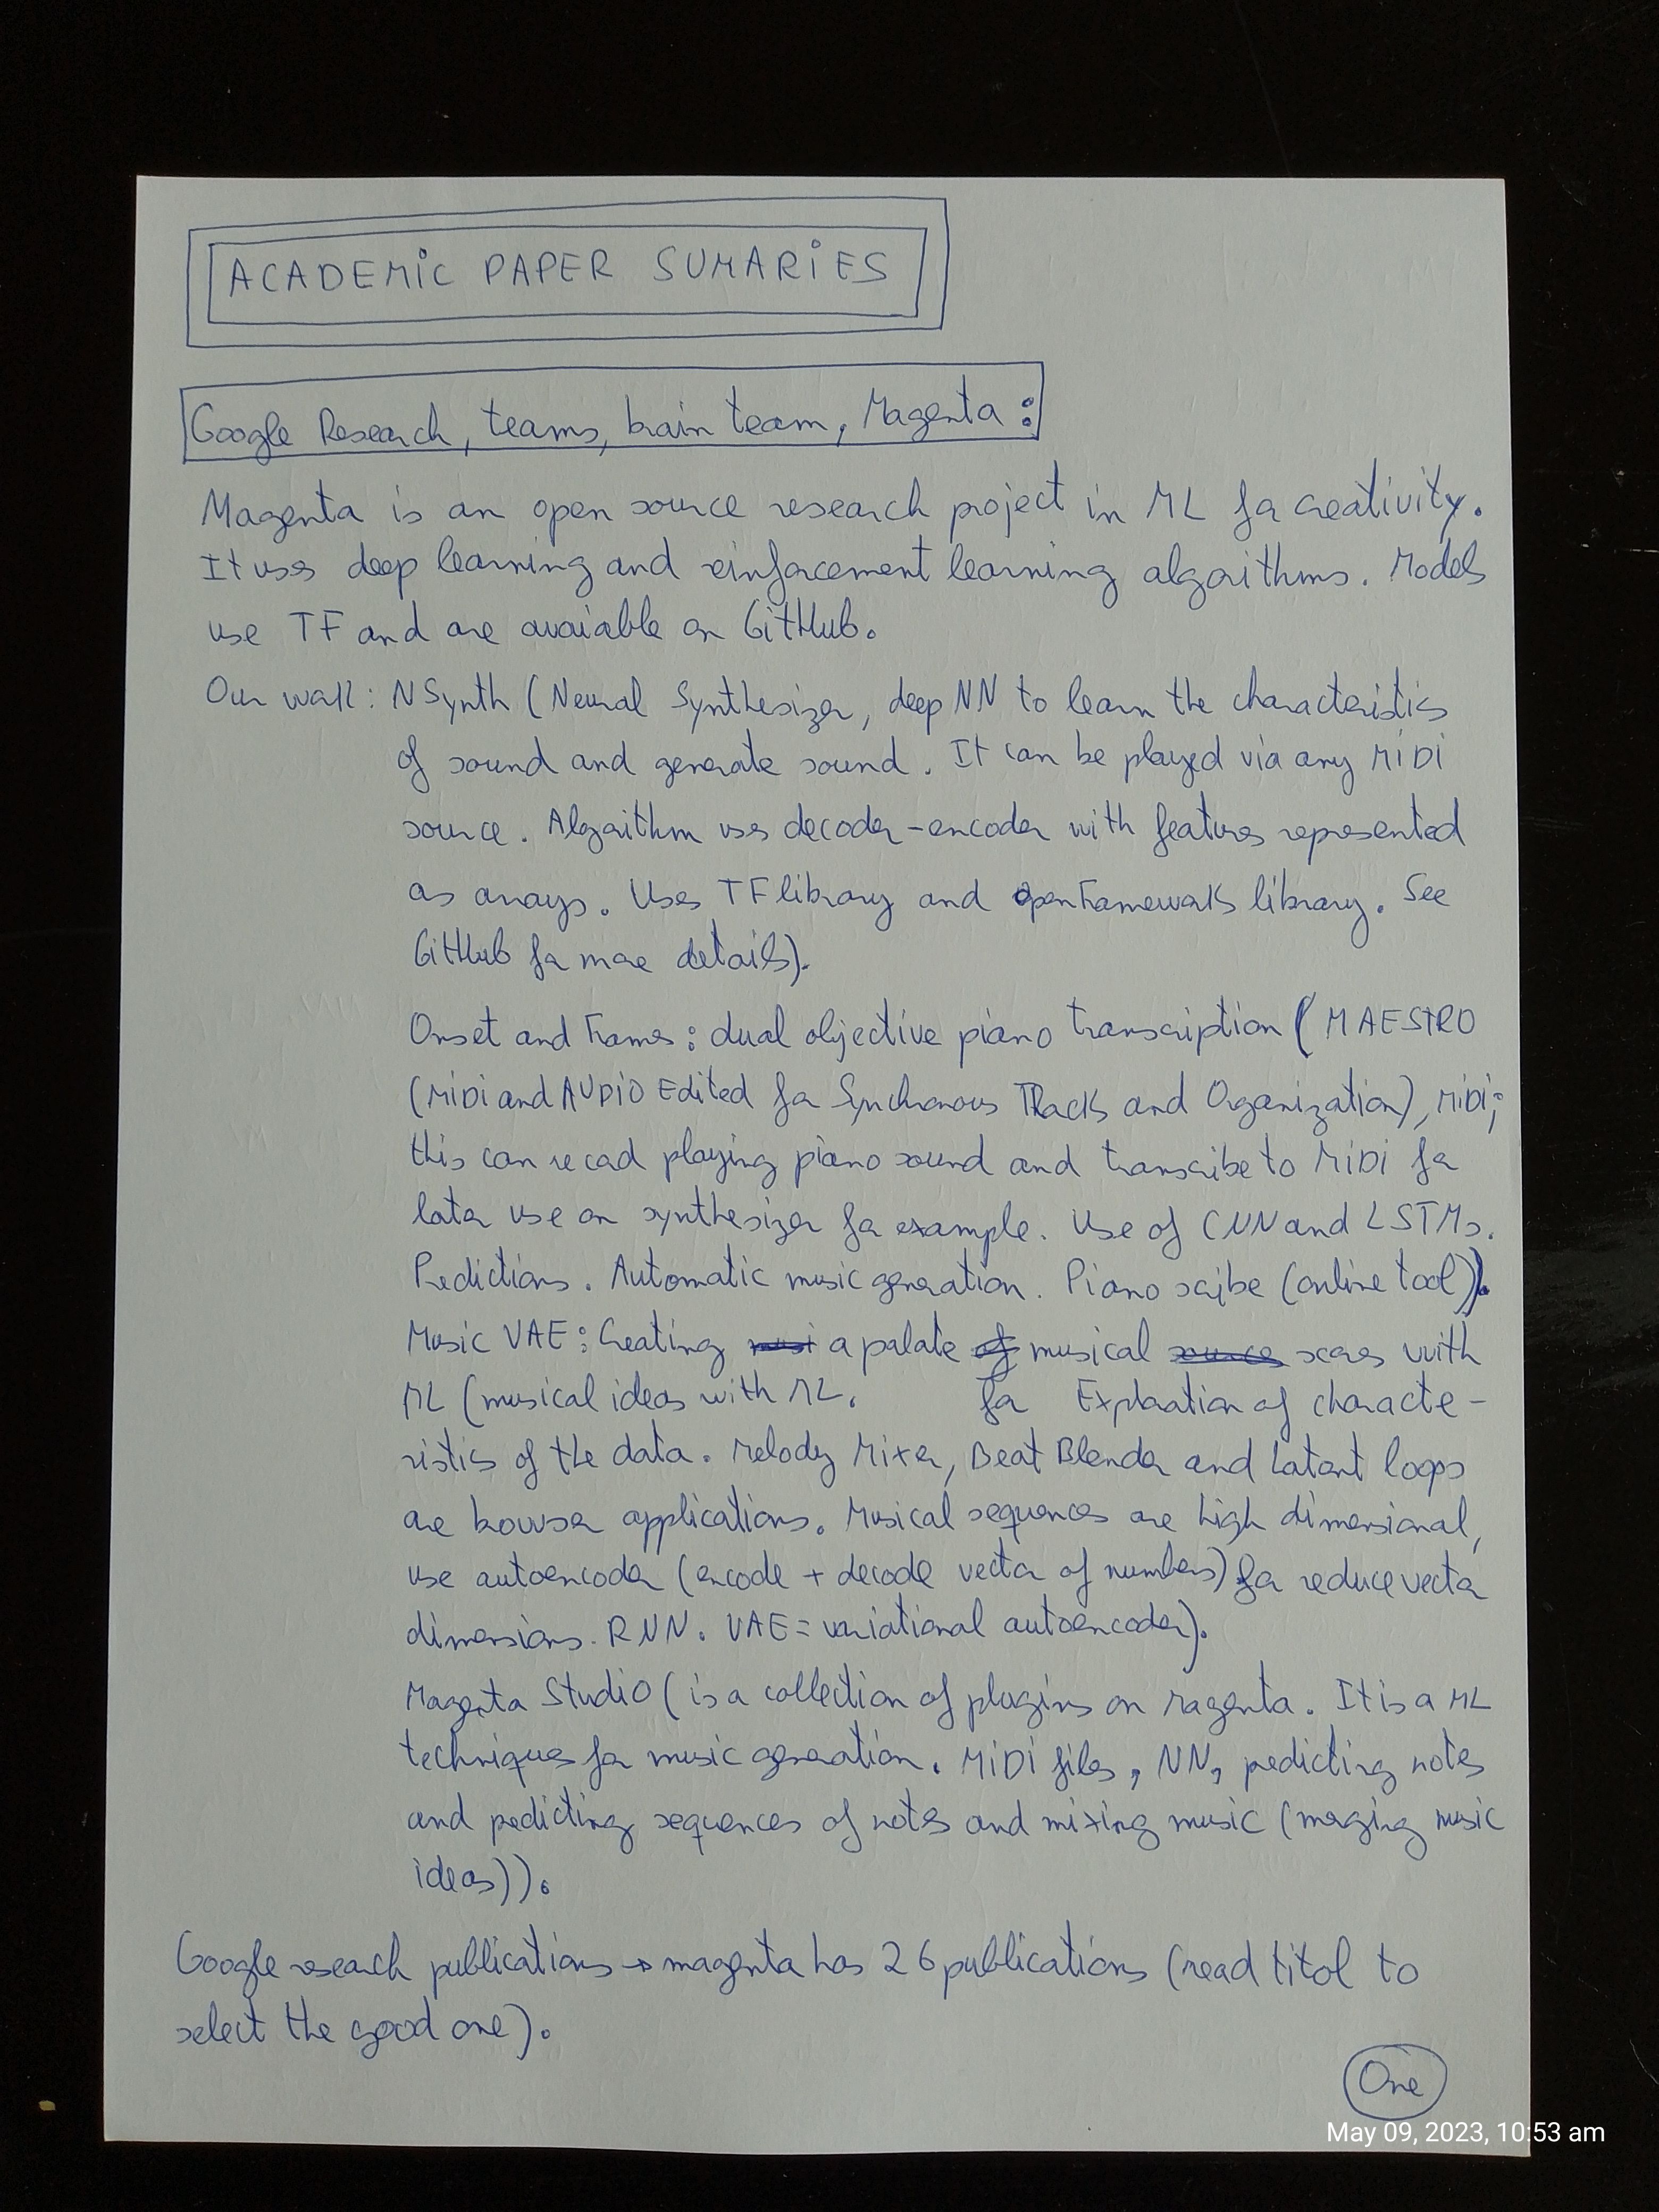 ACADEMIC PAPER SUMARIES
Google Research, teams, brain team, Magenta:
Magenta is an open source research project in ML for creativity.
It uses deep learning and reinforcement learning algorithms. Models
use TF and are avaiable on GitHub.
Our work: NSynth (Neural Synthesizer, deep NN to learn the characteristics
of sound and generate sound. It can be played via any MIDI
source. Algorithm uses decoder-encoder with features represented
as arrays. Uses TF library and openFrameworks library. See
GitHub for more details).
Onset and Frames: dual objective piano transcription (MAESTRO
(MIDI and AUDIO Edited for Synchronous TRacks and Organization), MIDI;
this can record playing piano sound and transcribe to MIDI for
later use on synthesizer for example. Use of CNN and LSTMs.
Predictions. Automatic music generation. Piano scribe (online tool)).
Music VAE: Creating a palate musical scores with
ML (musical ideas with ML. for Exploration of characte-
ristics of the data. Melody Mixer, Beat Blender and Latent loops
are browser applications. Musical sequences are high dimensional,
use autoencoder (encode + decode vector of numbers) for reduce vector
dimensions. RNN. VAE = variational autoencoder).
Magenta Studio (is a collection of plugins on Magenta. It is a ML
techniques for music generation. MIDI files, NN, predicting notes
and predicting sequences of notes and mixing music (merging music
ideas)).
Google research publications → magenta has 26 publications (read titol to
select the good one).
One
May 09, 2023, 10:53 am